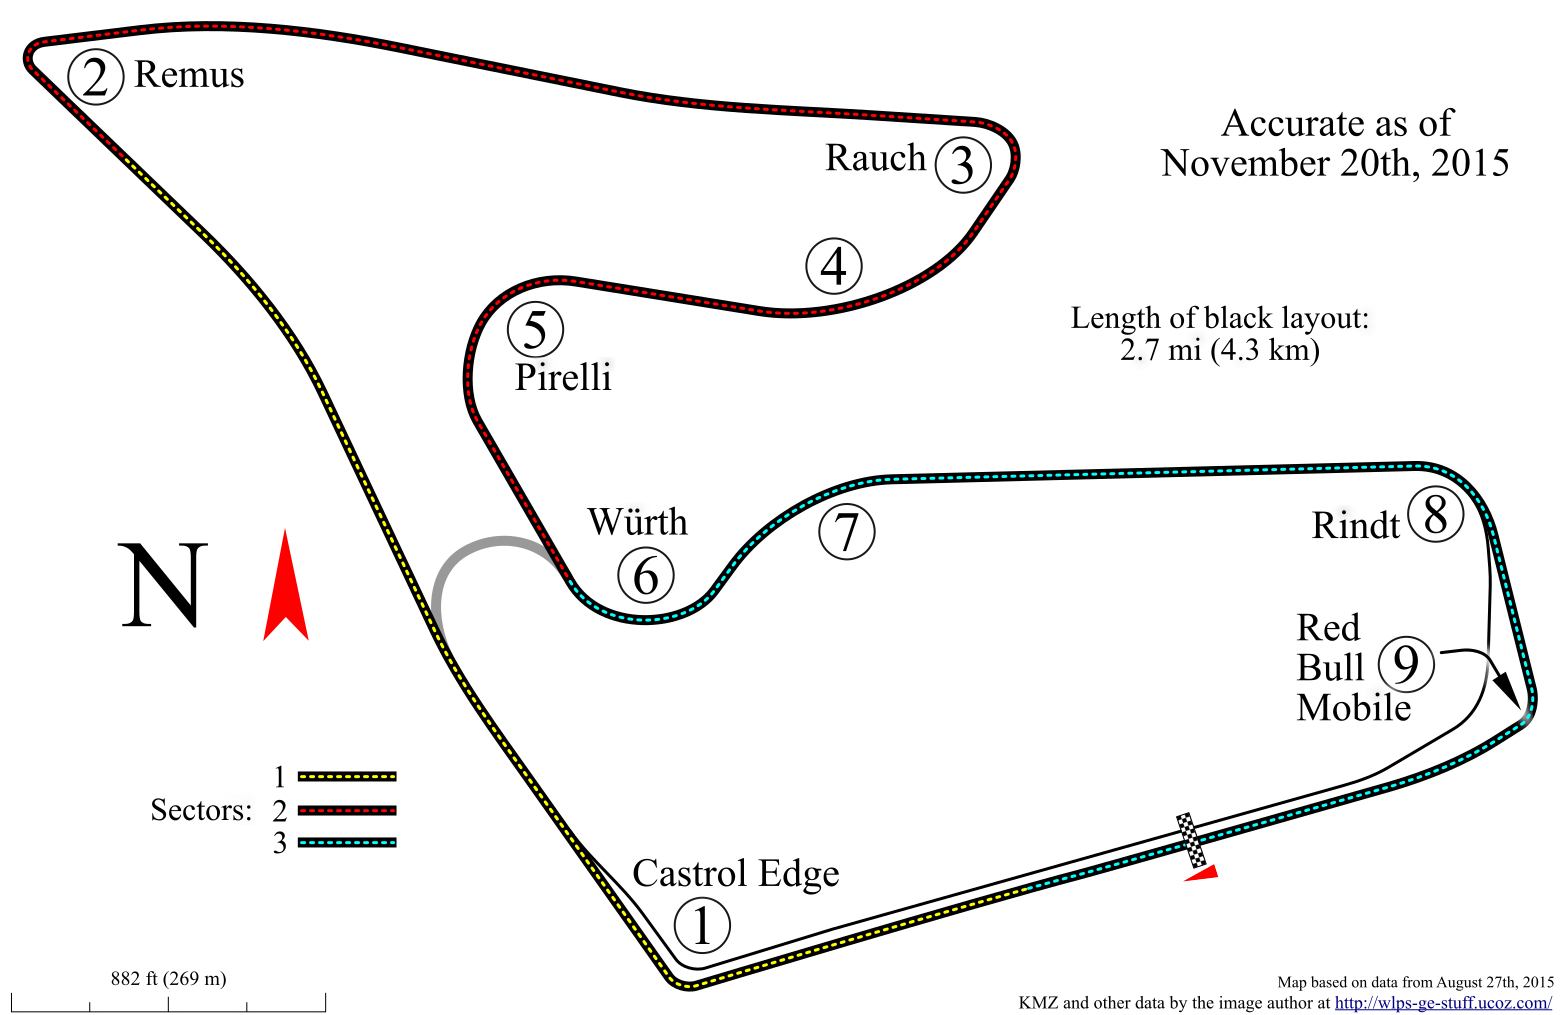 2 Remus
Accurate as of
November 20th, 2015
Rauch 3
4
Length of black layout:
2.7 mi (4.3 km)
5
Pirelli
Würth
6
7
Rindt 8
N
Red
Bull 9
Mobile
Sectors:
1
2
3
Castrol Edge
1
882 ft (269 m)
Map based on data from August 27th, 2015
KMZ and other data by the image author at http://wlps-ge-stuff.ucoz.com/